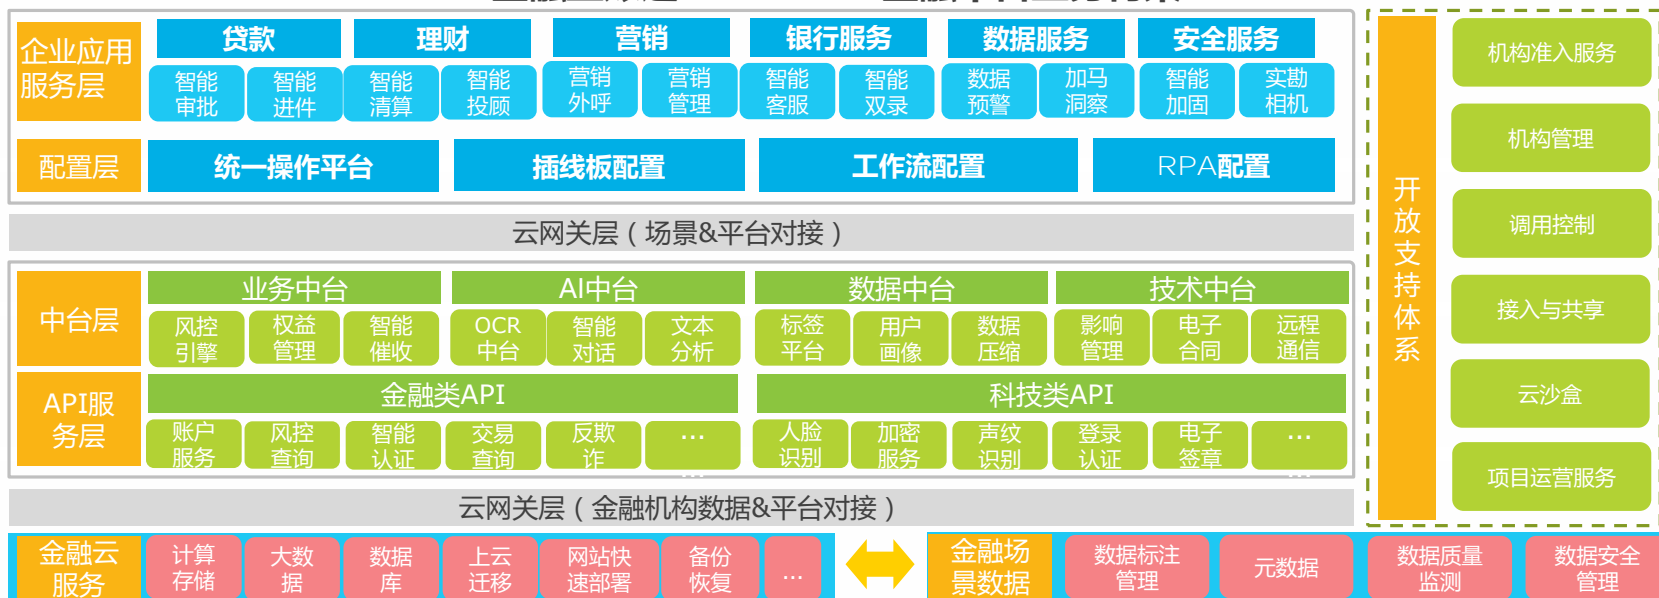 企业应用
服务层
贷款
理财
营销
银行服务
数据服务
安全服务
智能
审批
智能
进件
智能
清算
智能
投顾
营销
外呼
营销
管理
智能
客服
智能
双录
数据
预警
加马
洞察
智能
加固
实勘
相机
配置层
统一操作平台
插线板配置
工作流配置
RPA配置
云网关层（场景&平台对接）
中台层
业务中台
AI中台
数据中台
技术中台
风控
引擎
权益
管理
智能
催收
OCR
中台
智能
对话
文本
分析
标签
平台
用户
画像
数据
压缩
影响
管理
电子
合同
远程
通信
API服
务层
金融类API
科技类API
账户
服务
风控
查询
智能
认证
交易
查询
反欺
诈
...
...
人脸
识别
加密
服务
声纹
识别
登录
认证
电子
签章
...
...
云网关层（金融机构数据&平台对接）
金融云
服务
计算
存储
大数
据
数据
库
上云
迁移
网站快
速部署
备份
恢复
...
金融场
景数据
数据标注
管理
元数据
数据质量
监测
数据安全
管理
开放支持体系
机构准入服务
机构管理
调用控制
接入与共享
云沙盒
项目运营服务